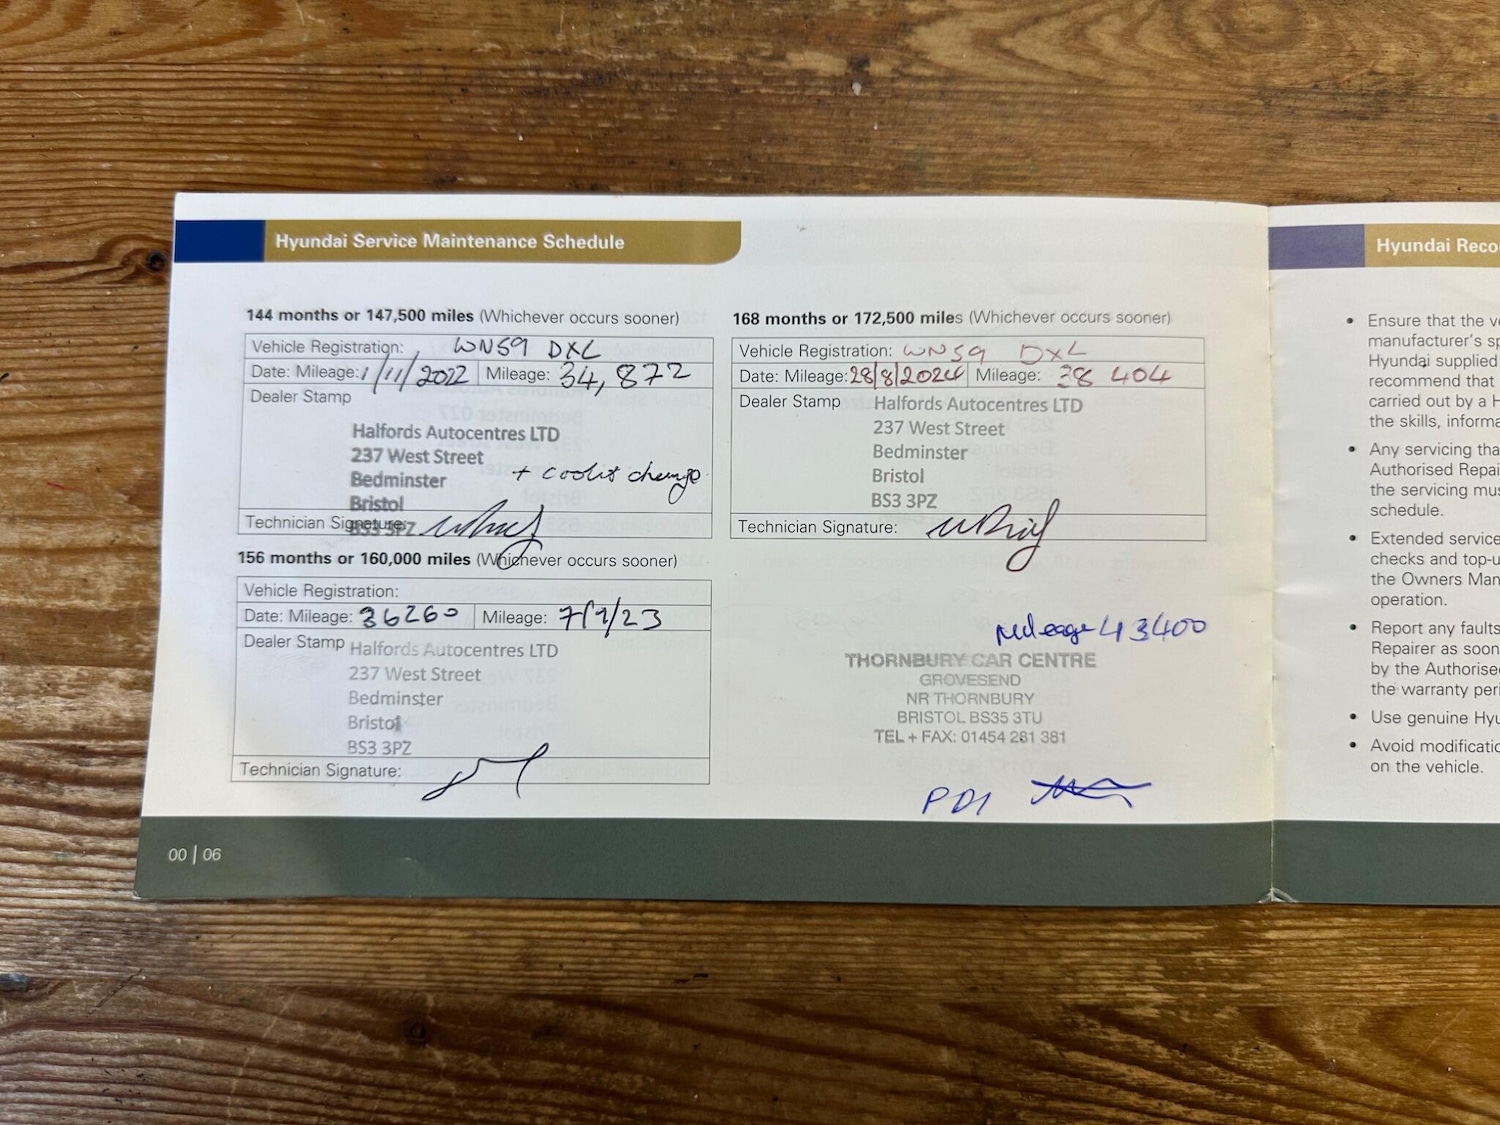 Hyundai Service Maintenance Schedule
144 months or 147,500 miles (Whichever occurs sooner)
Vehicle Registration: WN59 DXL
Date: Mileage: 1/11/2022 Mileage: 34,872
Dealer Stamp
Halfords Autocentres LTD
237 West Street
Bedminster
+ coolnt change
Bristol
BS3 3PZ
Technician Signature:
156 months or 160,000 miles (Whichever occurs sooner)
Vehicle Registration:
Date: Mileage: 36260 Mileage: 7/9/23
Dealer Stamp
Halfords Autocentres LTD
237 West Street
Bedminster
Bristol
BS3 3PZ
Technician Signature:
00 | 06
168 months or 172,500 miles (Whichever occurs sooner)
Vehicle Registration: WN59 DXL
Date: Mileage: 28/8/2024 Mileage: 38 404
Dealer Stamp
Halfords Autocentres LTD
237 West Street
Bedminster
Bristol
BS3 3PZ
Technician Signature:
Mileage 43400
THORNBURY CAR CENTRE
GROVESEND
NR THORNBURY
BRISTOL BS35 3TU
TEL + FAX: 01454 281 381
PDI
Hyundai Reco
• Ensure that the ve
manufacturer's sp
Hyundai supplied
recommend that
carried out by a H
the skills, informa
• Any servicing tha
Authorised Repai
the servicing mus
schedule.
• Extended service
checks and top-u
the Owners Man
operation.
• Report any faults
Repairer as soon
by the Authorise
the warranty peri
• Use genuine Hyu
• Avoid modificatio
on the vehicle.